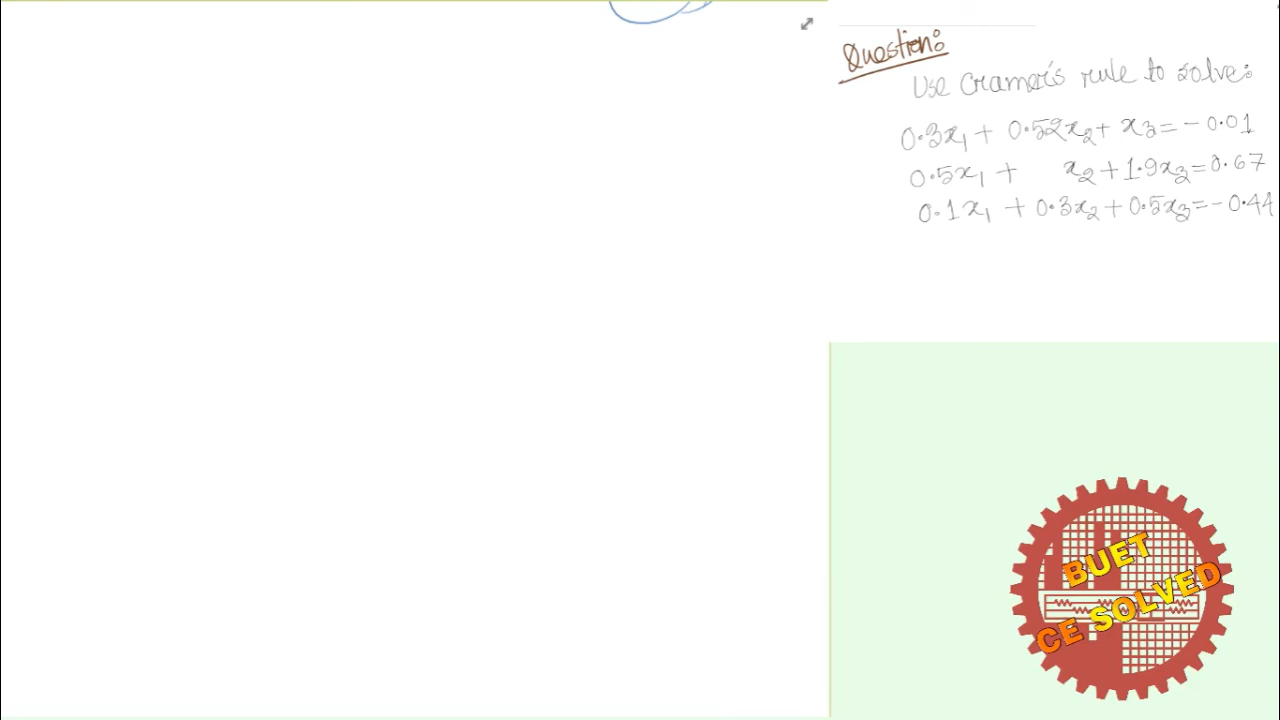 Question:
Use Cramer's rule to solve:
0.3x₁ + 0.52x₂ + x₃ = - 0.01
0.5x₁ + x₂ + 1.9x₃ = 0.67
0.1x₁ + 0.3x₂ + 0.5x₃ = - 0.44
BUET
CE SOLVED